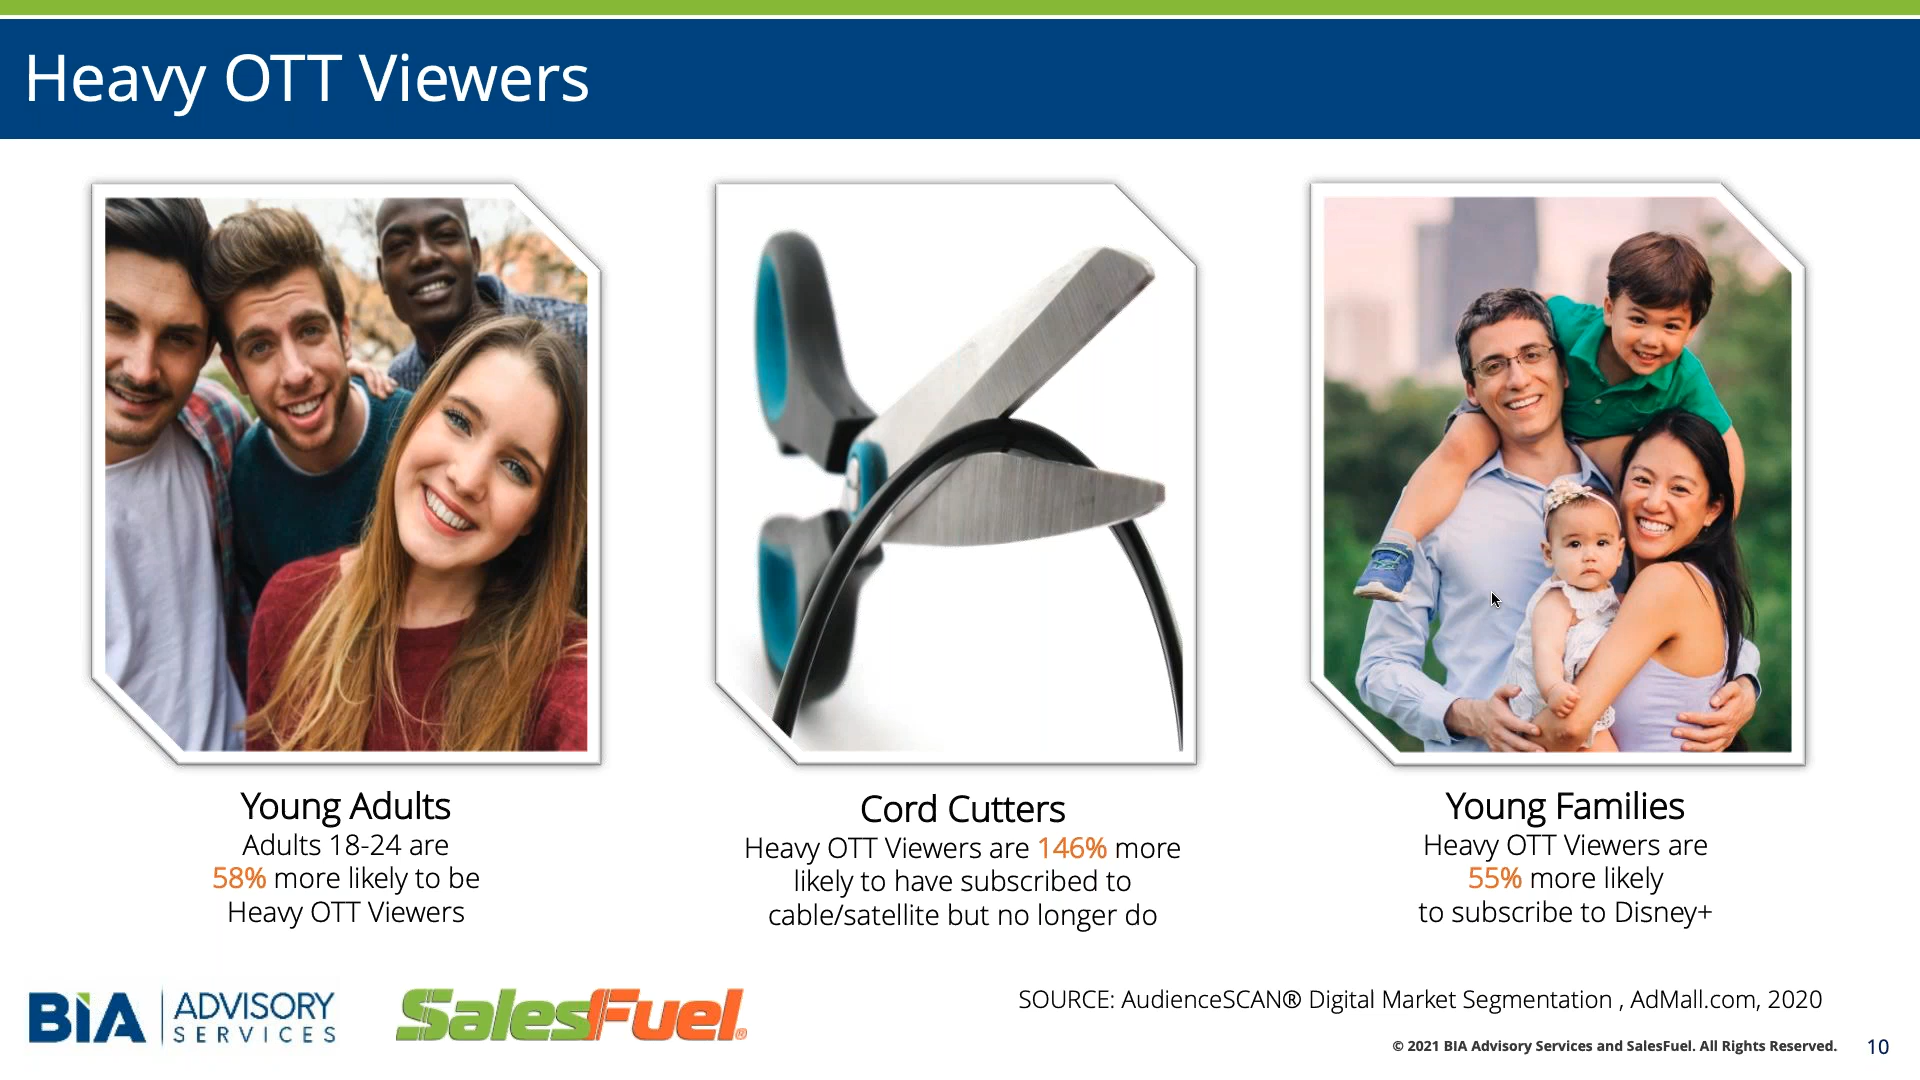 Heavy OTT Viewers
Young Adults
Adults 18-24 are
58% more likely to be
Heavy OTT Viewers
Cord Cutters
Heavy OTT Viewers are 146% more
likely to have subscribed to
cable/satellite but no longer do
Young Families
Heavy OTT Viewers are
55% more likely
to subscribe to Disney+
BIA ADVISORY
SERVICES
SalesFuel®
SOURCE: AudienceSCAN® Digital Market Segmentation , AdMall.com, 2020
© 2021 BIA Advisory Services and SalesFuel. All Rights Reserved. 10